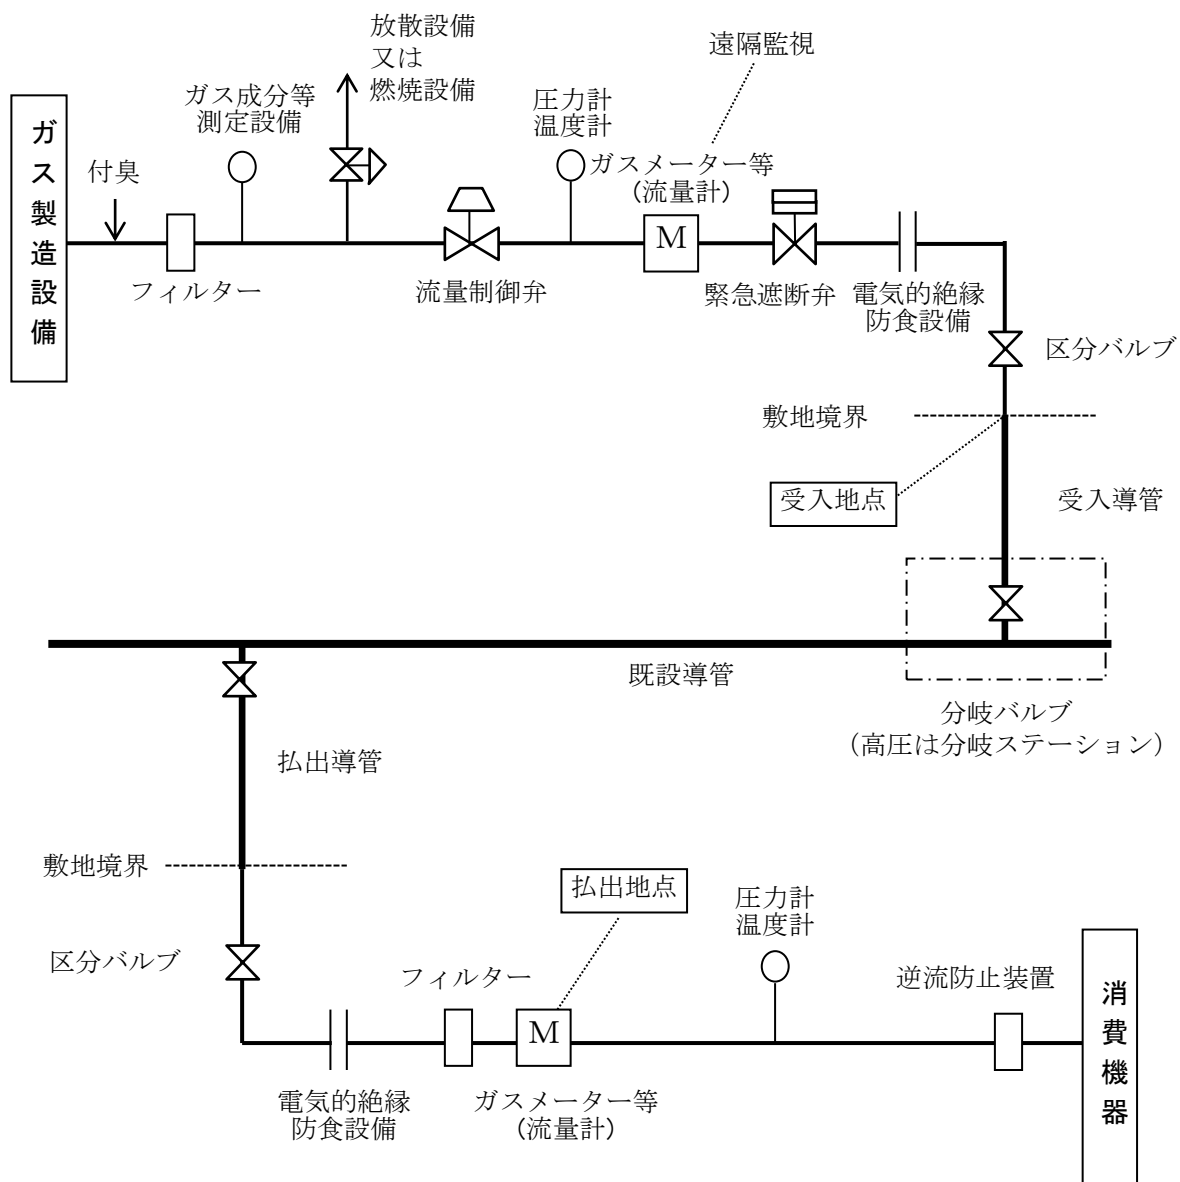 放散設備
又は
燃焼設備
遠隔監視
ガス成分等
測定設備
圧力計
温度計
ガス製造設備
付臭
ガスメーター等
（流量計）
M
フィルター
流量制御弁
緊急遮断弁
電気的絶縁
防食設備
区分バルブ
敷地境界
受入地点
受入導管
既設導管
分岐バルブ
（高圧は分岐ステーション）
払出導管
敷地境界
払出地点
圧力計
温度計
区分バルブ
フィルター
逆流防止装置
消費機器
M
電気的絶縁
防食設備
ガスメーター等
（流量計）